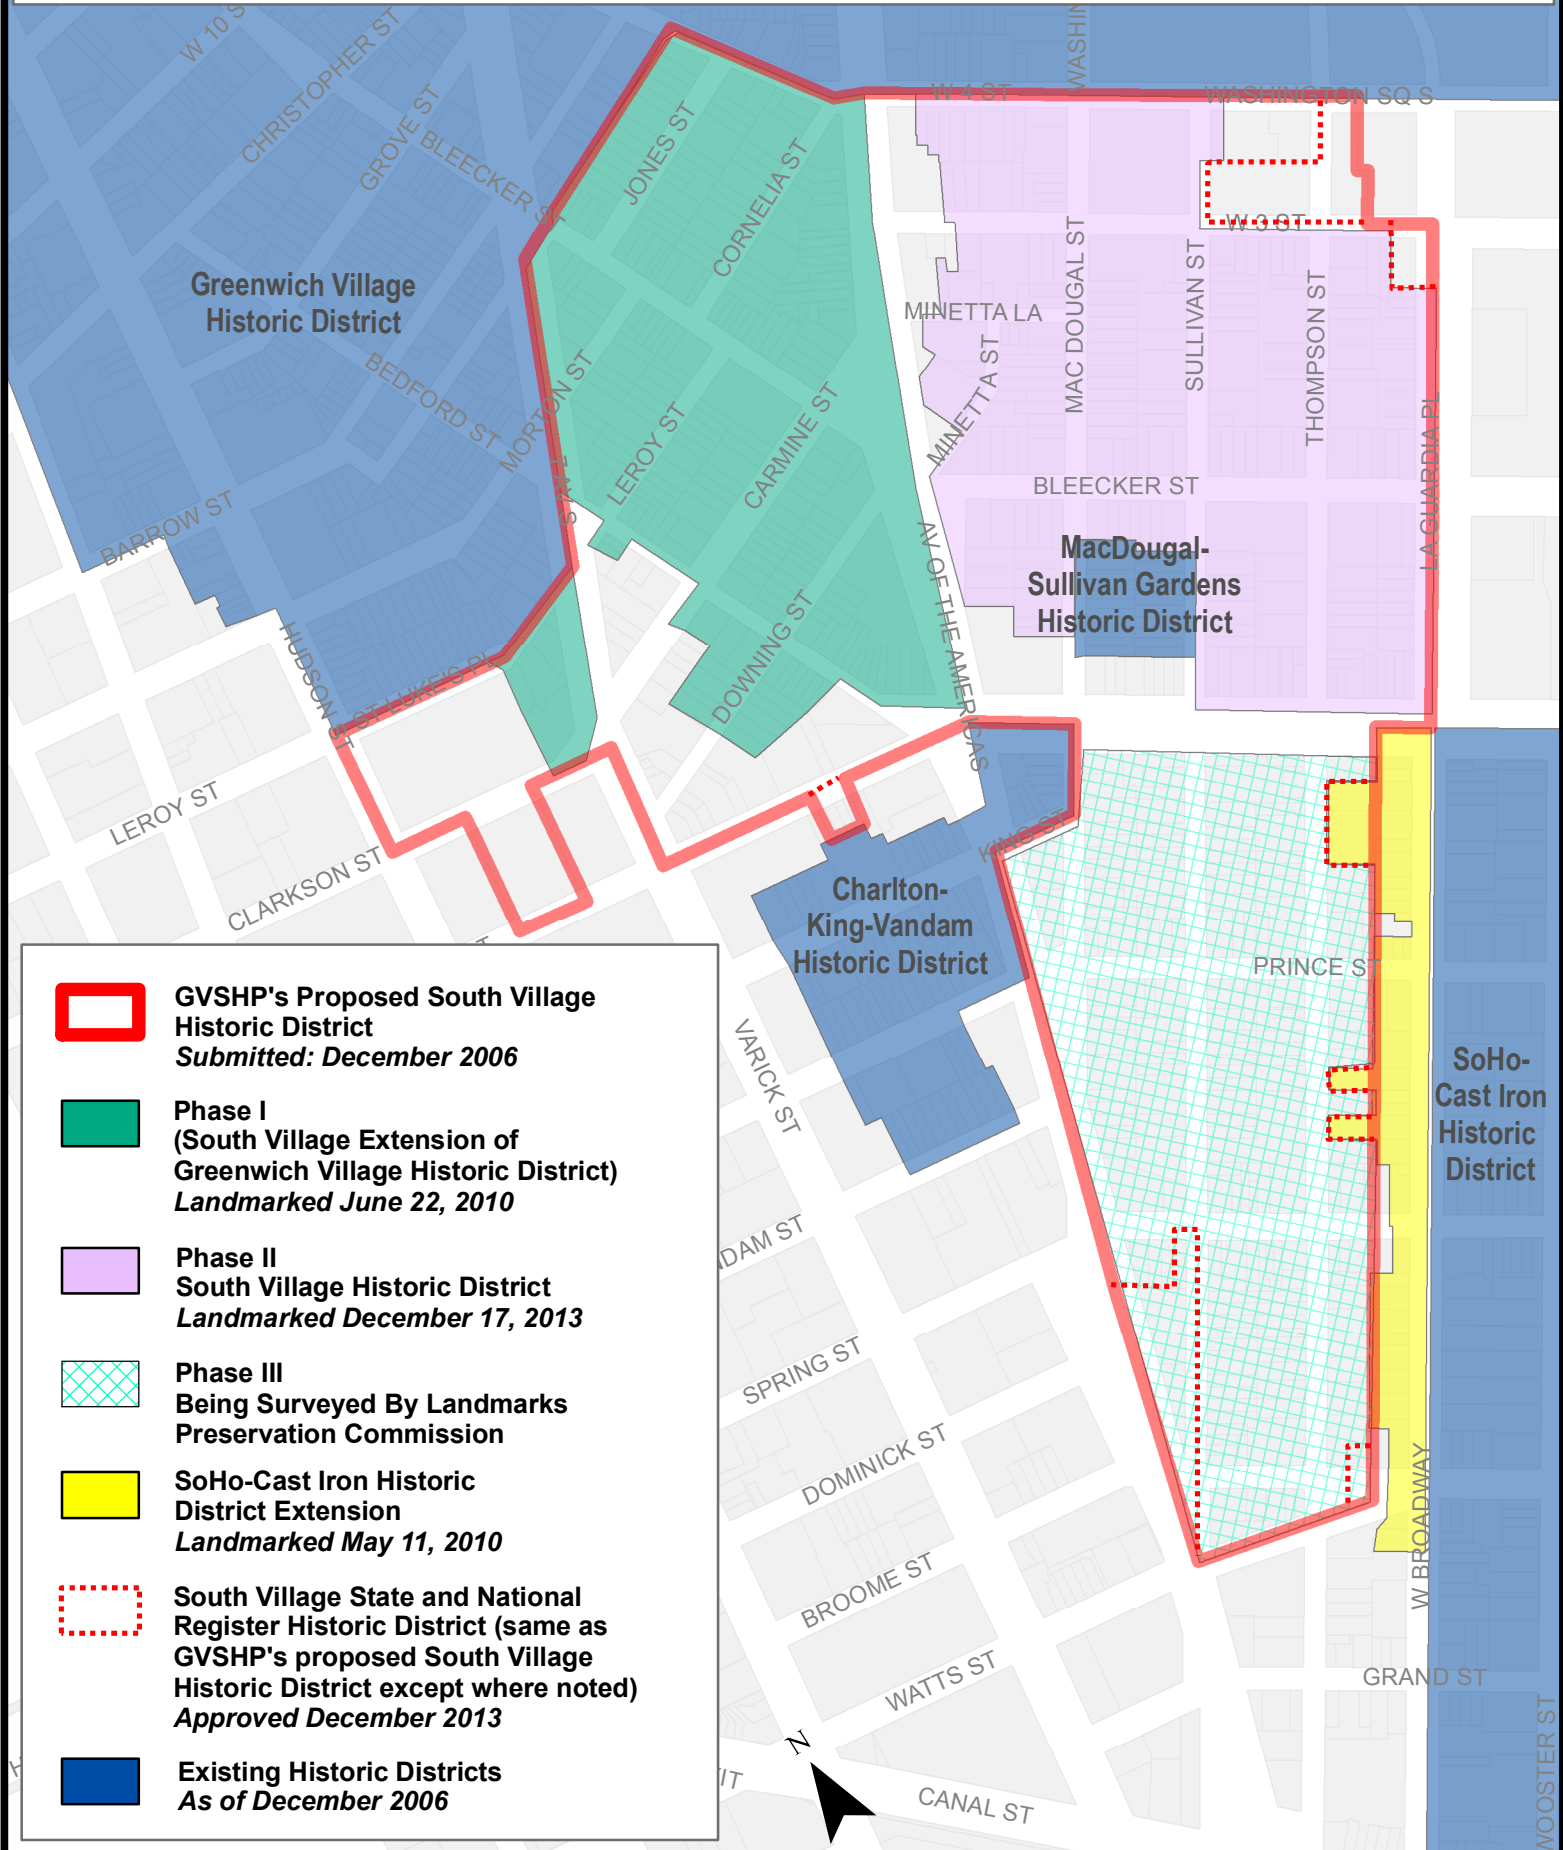 W 10 S
CHRISTOPHER ST
GROVE ST
BLEECKER ST
JONES ST
CORNELIA ST
W 4 ST
WASHIN
WASHINGTON SQ S
W 3 ST
Greenwich Village
Historic District
MINETTA LA
MINETTA ST
MAC DOUGAL ST
SULLIVAN ST
THOMPSON ST
LA GUARDIA PL
BEDFORD ST
MORTON ST
7 AV S
LEROY ST
CARMINE ST
BLEECKER ST
BARROW ST
AV OF THE AMERICAS
MacDougal-
Sullivan Gardens
Historic District
DOWNING ST
HUDSON ST
ST LUKE'S PL
LEROY ST
CLARKSON ST
KING ST
Charlton-
King-Vandam
Historic District
PRINCE ST
VARICK ST
SoHo-
Cast Iron
Historic
District
NDAM ST
SPRING ST
DOMINICK ST
BROOME ST
WATTS ST
W BROADWAY
GRAND ST
WOOSTER ST
CANAL ST
N
GVSHP's Proposed South Village
Historic District
Submitted: December 2006
Phase I
(South Village Extension of
Greenwich Village Historic District)
Landmarked June 22, 2010
Phase II
South Village Historic District
Landmarked December 17, 2013
Phase III
Being Surveyed By Landmarks
Preservation Commission
SoHo-Cast Iron Historic
District Extension
Landmarked May 11, 2010
South Village State and National
Register Historic District (same as
GVSHP's proposed South Village
Historic District except where noted)
Approved December 2013
Existing Historic Districts
As of December 2006